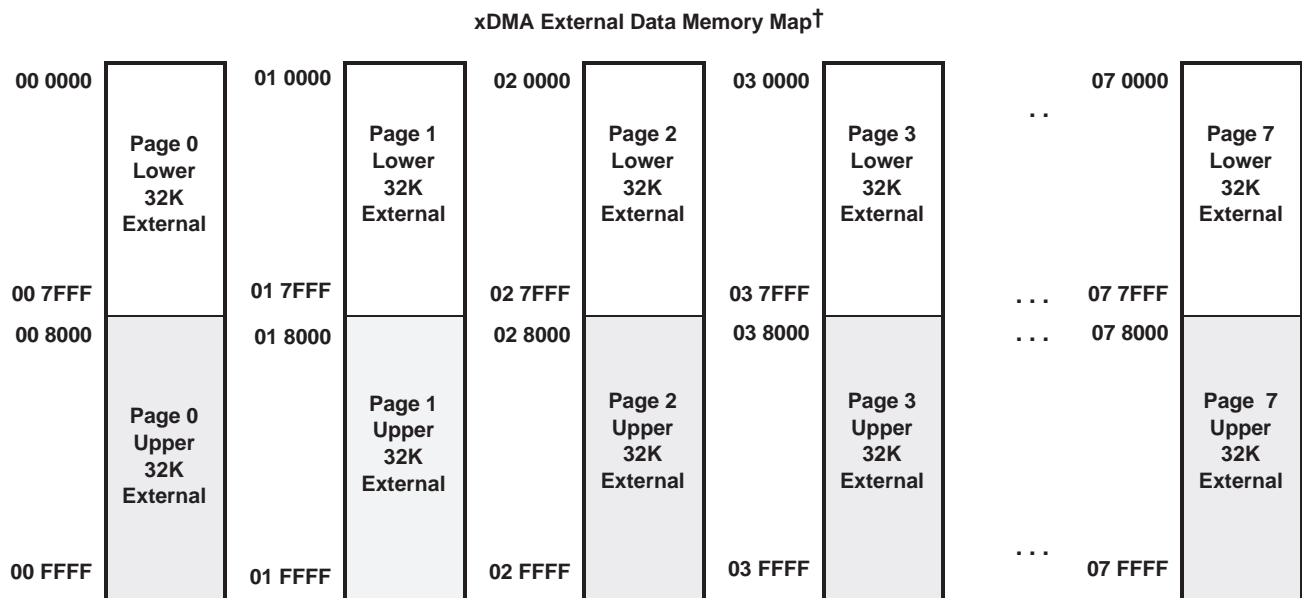 xDMA External Data Memory Map†
00 0000
01 0000
02 0000
03 0000
. .
07 0000
Page 0
Lower
32K
External
Page 1
Lower
32K
External
Page 2
Lower
32K
External
Page 3
Lower
32K
External
Page 7
Lower
32K
External
00 7FFF
01 7FFF
02 7FFF
03 7FFF
. . .
07 7FFF
00 8000
01 8000
02 8000
03 8000
. . .
07 8000
Page 0
Upper
32K
External
Page 1
Upper
32K
External
Page 2
Upper
32K
External
Page 3
Upper
32K
External
Page 7
Upper
32K
External
00 FFFF
01 FFFF
02 FFFF
03 FFFF
. . .
07 FFFF